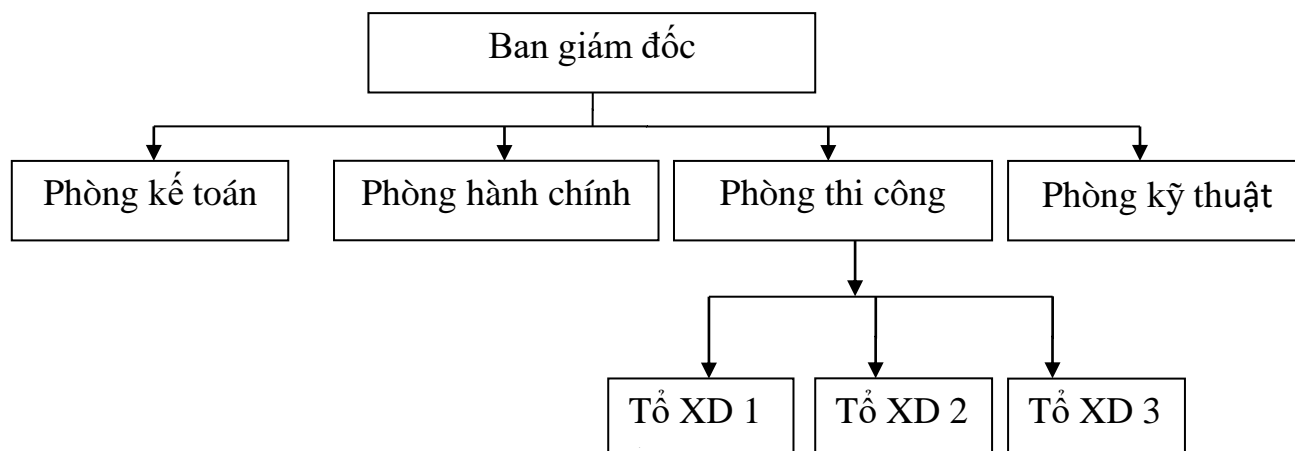 Ban giám đốc
Phòng kế toán
Phòng hành chính
Phòng thi công
Phòng kỹ thuật
Tổ XD 1
Tổ XD 2
Tổ XD 3